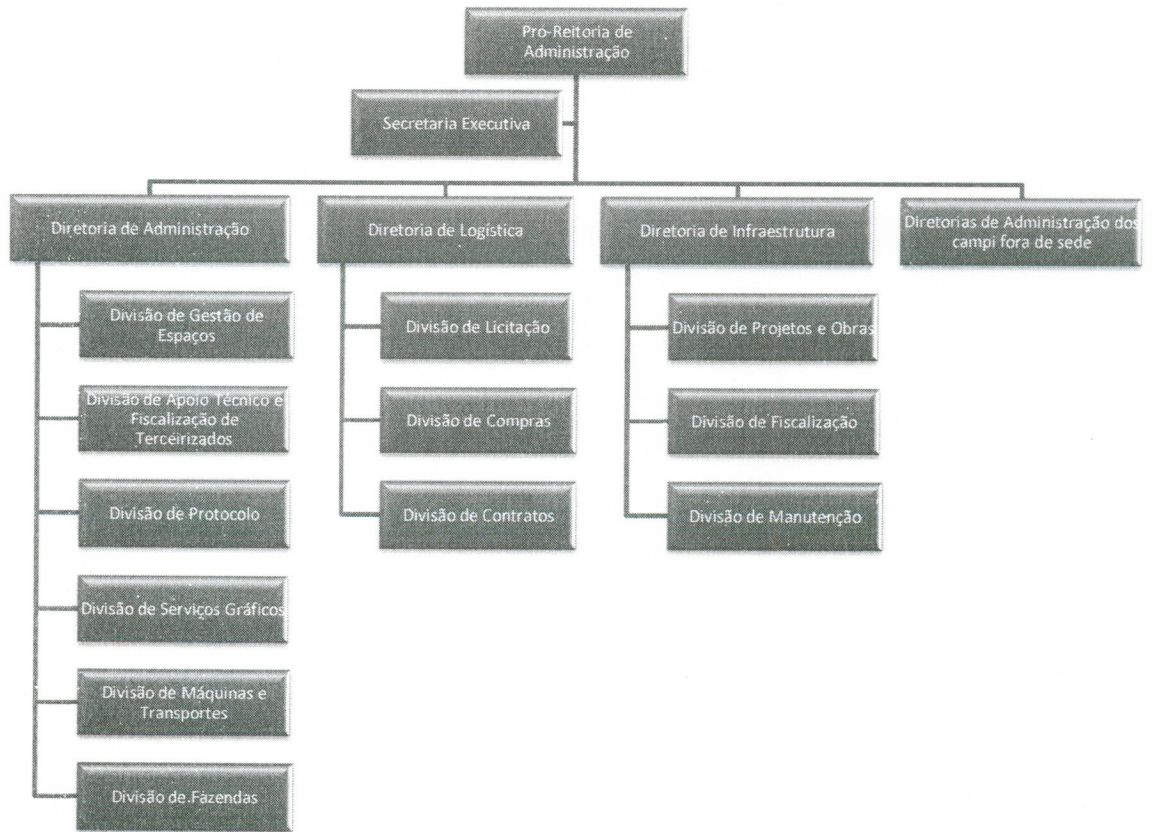 Pró-Reitoria de
Administração
Secretaria Executiva
Diretoria de Administração
Diretoria de Logística
Diretoria de Infraestrutura
Diretorias de Administração dos
campi fora de sede
Divisão de Gestão de
Espaços
Divisão de Apoio Técnico e
Fiscalização de
Terceirizados
Divisão de Protocolo
Divisão de Serviços Gráficos
Divisão de Máquinas e
Transportes
Divisão de Fazendas
Divisão de Licitação
Divisão de Compras
Divisão de Contratos
Divisão de Projetos e Obras
Divisão de Fiscalização
Divisão de Manutenção